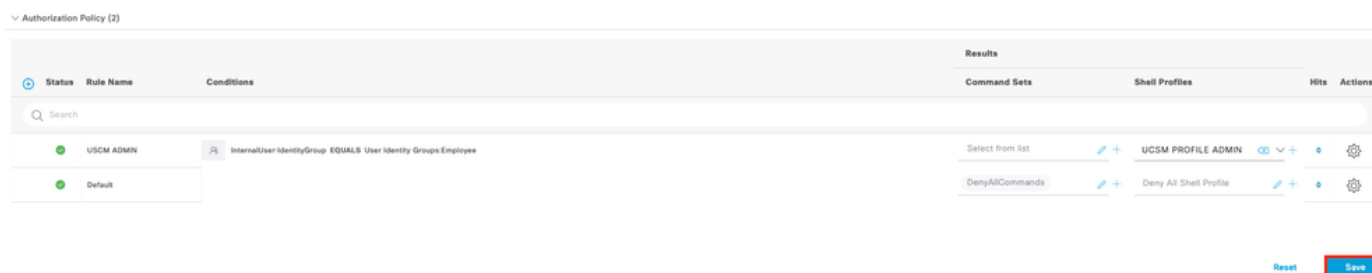 Authorization Policy (2)
Results
Status Rule Name Conditions Command Sets Shell Profiles Hits Actions
Search
USCM ADMIN InternalUser·IdentityGroup EQUALS User Identity Groups:Employee Select from list UCSM PROFILE ADMIN
Default DenyAllCommands Deny All Shell Profile
Reset Save